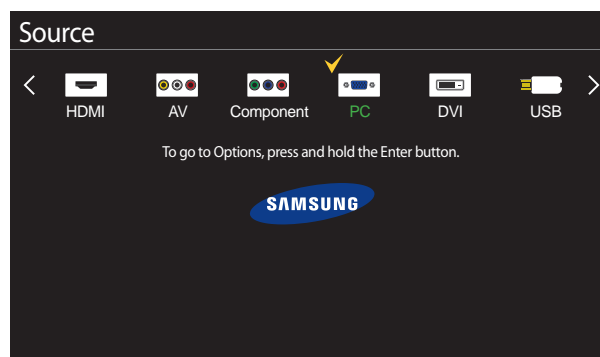 Source
HDMI AV Component PC DVI USB
To go to Options, press and hold the Enter button.
SAMSUNG